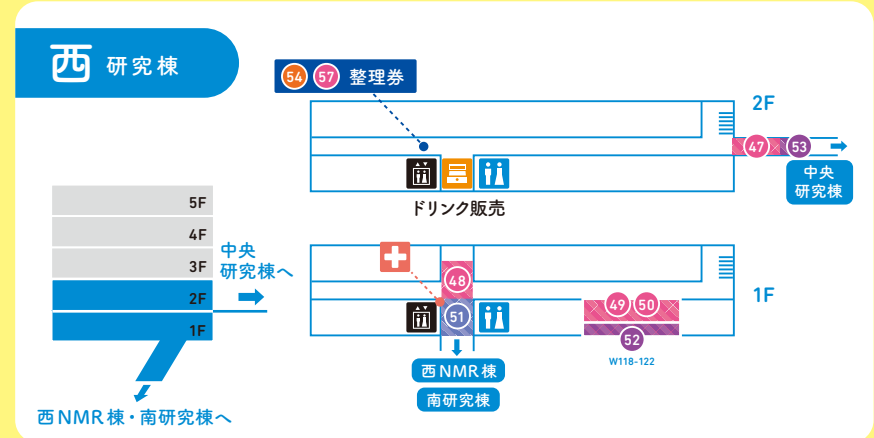 西 研究棟
54 57 整理券
2F
47 53
中央
研究棟
ドリンク販売
5F
4F
3F
2F
1F
中央
研究棟へ
西NMR棟・南研究棟へ
48
1F
49 50
51
52
W118-122
西NMR棟
南研究棟